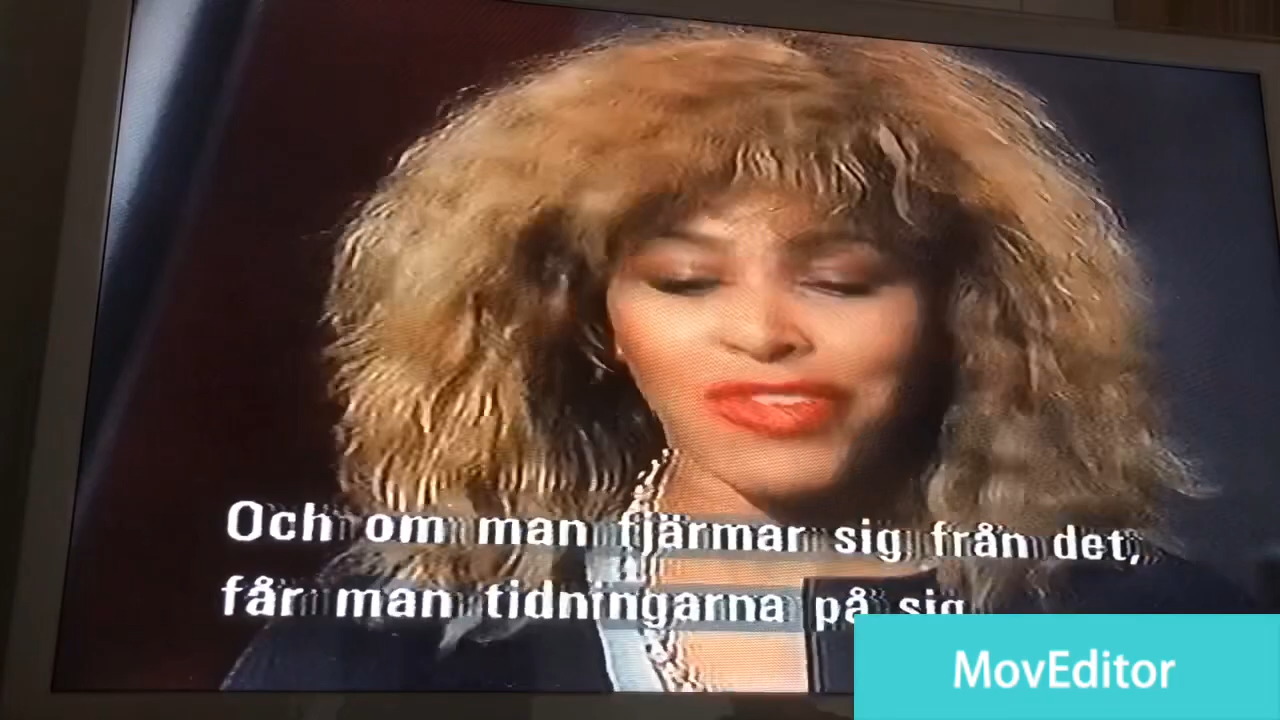 Och om man fjärmar sig från det,
får man tidningarna på sig.
MovEditor